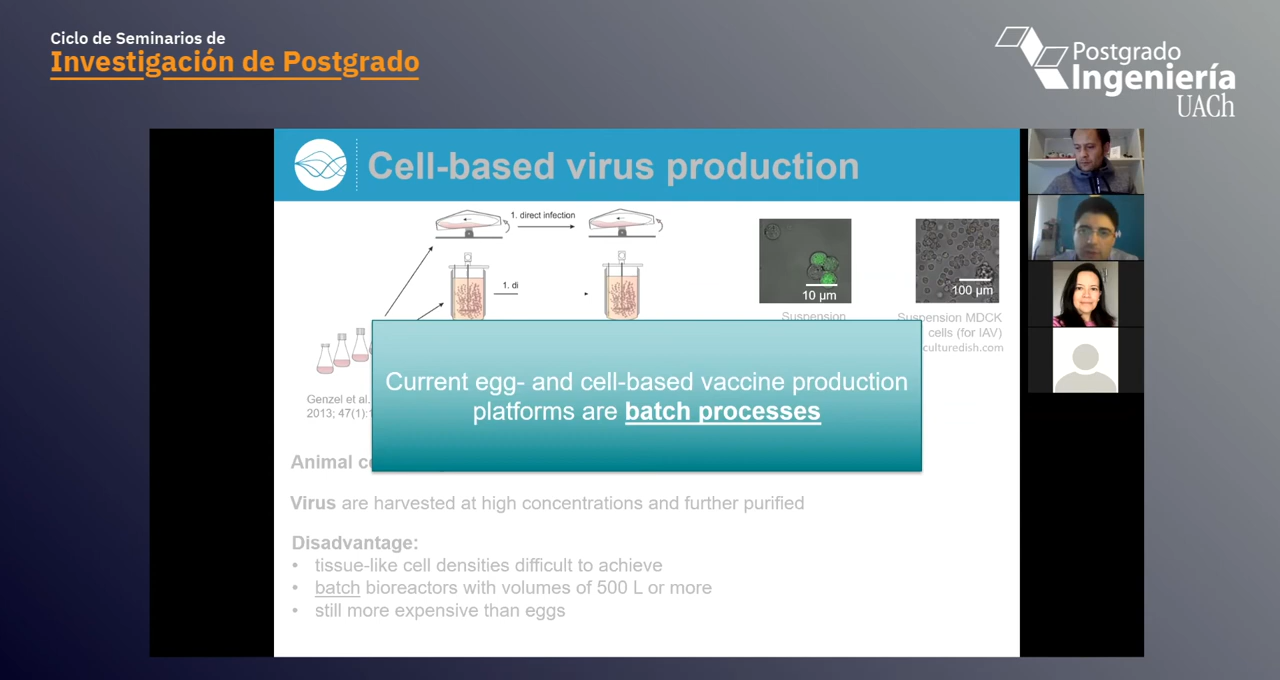 Ciclo de Seminarios de
Investigación de Postgrado
Postgrado
Ingeniería
UACh
Cell-based virus production
1. direct infection
1. di
10 µm
100 µm
Suspension
Suspension MDCK
cells (for IAV)
culturedish.com
Genzel et al.
2013; 47(1):
Current egg- and cell-based vaccine production
platforms are batch processes
Animal
Virus are harvested at high concentrations and further purified
Disadvantage:
• tissue-like cell densities difficult to achieve
• batch bioreactors with volumes of 500 L or more
• still more expensive than eggs